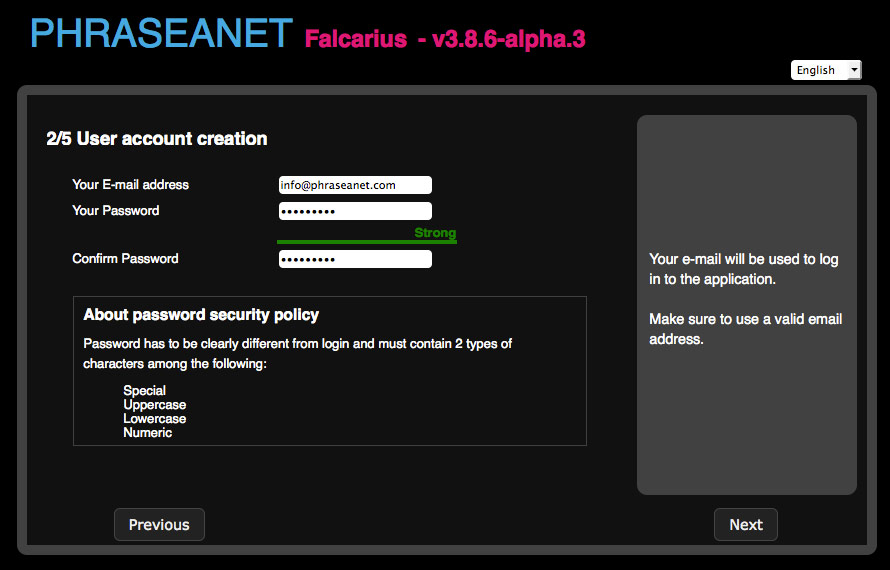 PHRASEANET Falcarius - v3.8.6-alpha.3
English
2/5 User account creation
Your E-mail address info@phraseanet.com
Your Password •••••••••
Strong
Confirm Password •••••••••
About password security policy
Password has to be clearly different from login and must contain 2 types of
characters among the following:
Special
Uppercase
Lowercase
Numeric
Your e-mail will be used to log
in to the application.
Make sure to use a valid email
address.
Previous
Next